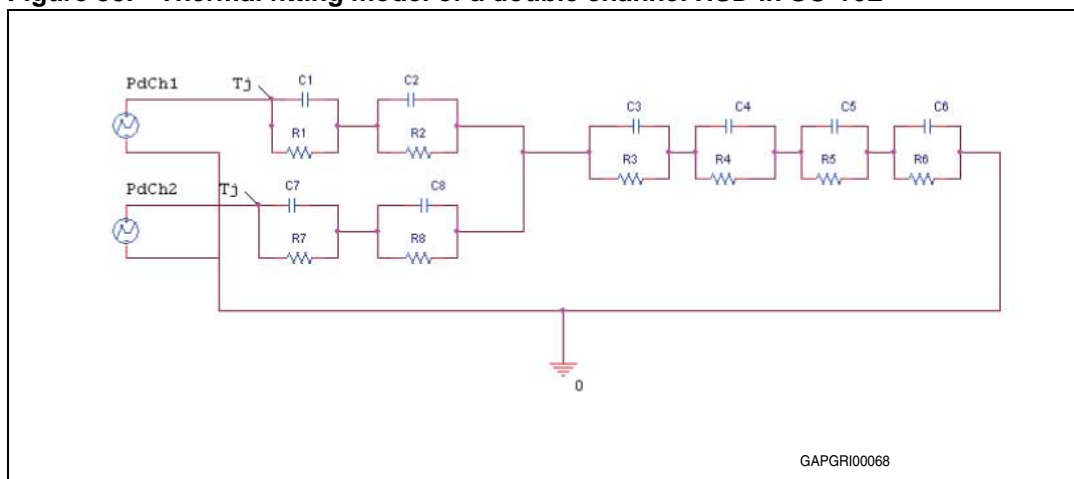 Figure Thermal fitting model of a double channel HSD in SO-16L
PdCh1 Tj C1 C2
R1 R2
C3 C4 C5 C6
R3 R4 R5 R6
PdCh2 Tj C7 C8
R7 R8
0
GAPGRI00068